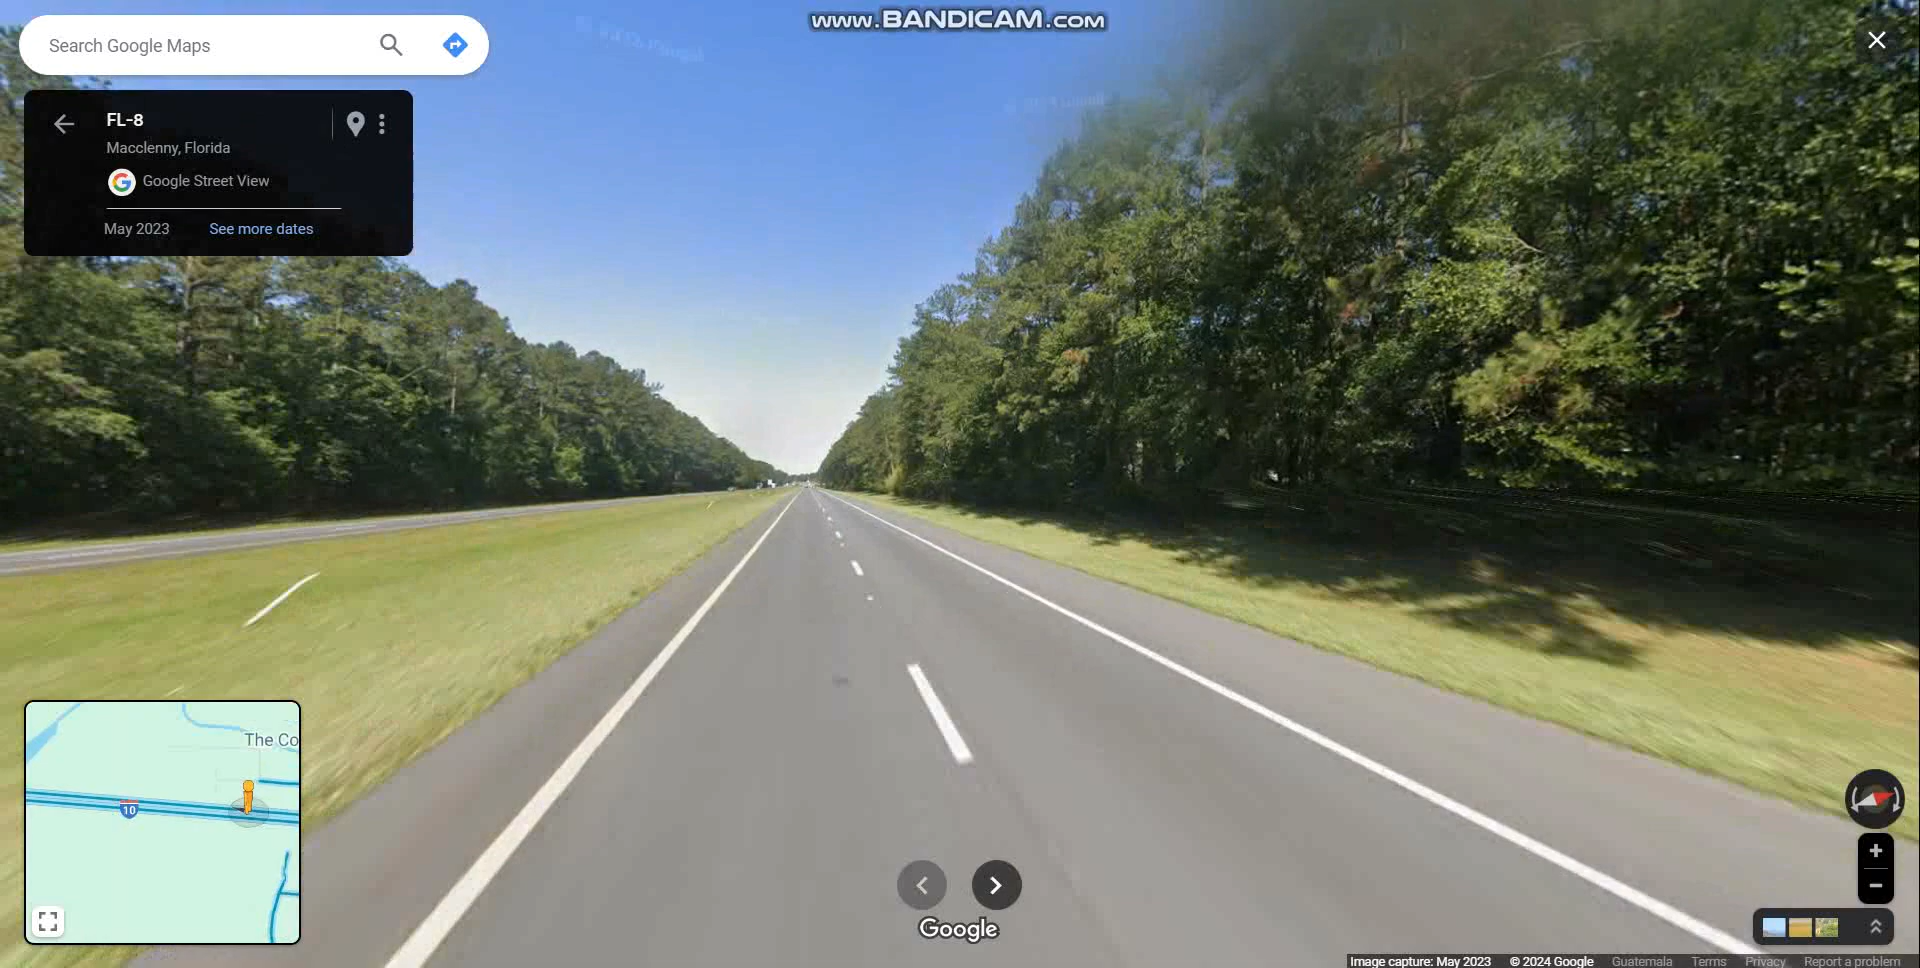 www.BANDICAM.com
Search Google Maps
FL-8
Macclenny, Florida
Google Street View
May 2023 See more dates
The Co
10
Google
Image capture: May 2023 © 2024 Google Guatemala Terms Privacy Report a problem